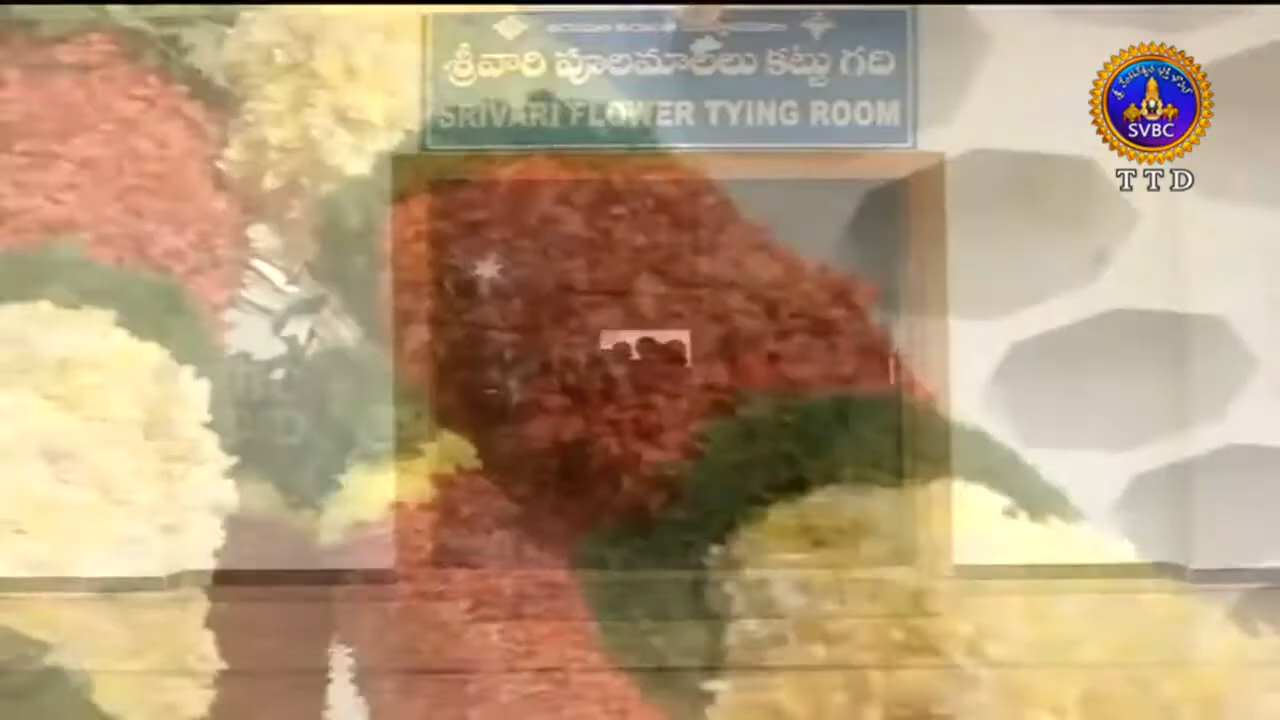 శ్రీవారి పూలమాలలు కట్టు గది
SRIVARI FLOWER TYING ROOM
SVBC
TTD